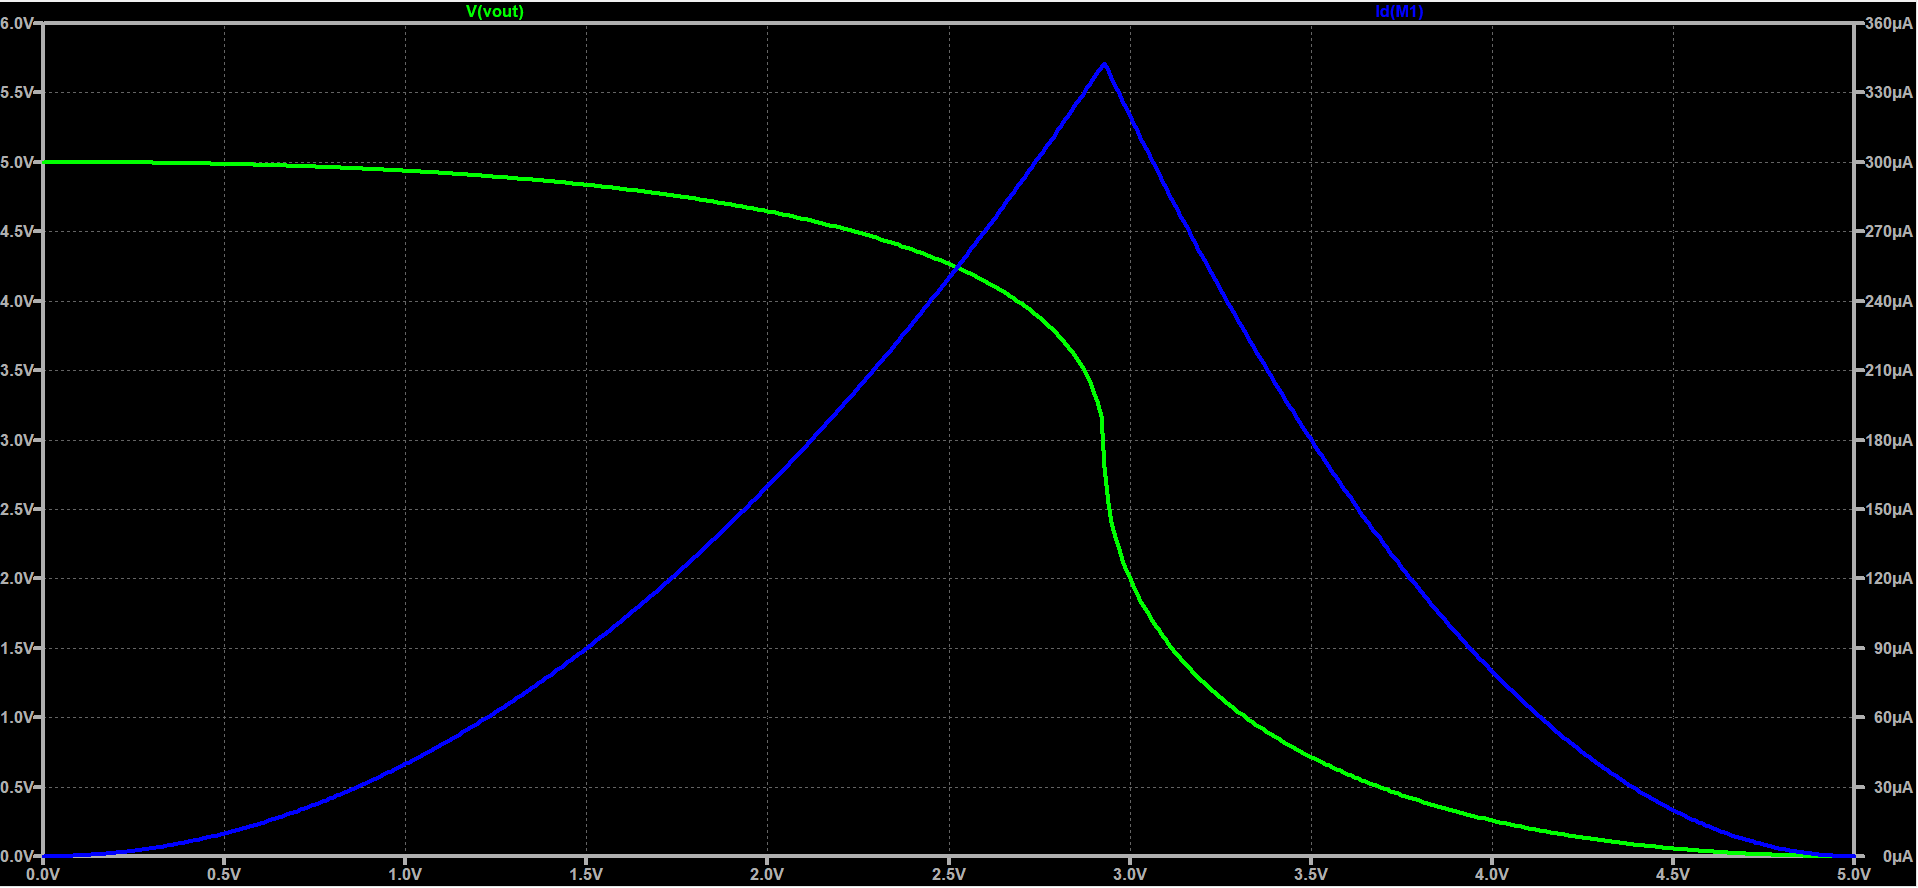 V(vout) Id(M1)
6.0V 360µA
5.5V 330µA
5.0V 300µA
4.5V 270µA
4.0V 240µA
3.5V 210µA
3.0V 180µA
2.5V 150µA
2.0V 120µA
1.5V 90µA
1.0V 60µA
0.5V 30µA
0.0V 0µA
0.0V 0.5V 1.0V 1.5V 2.0V 2.5V 3.0V 3.5V 4.0V 4.5V 5.0V